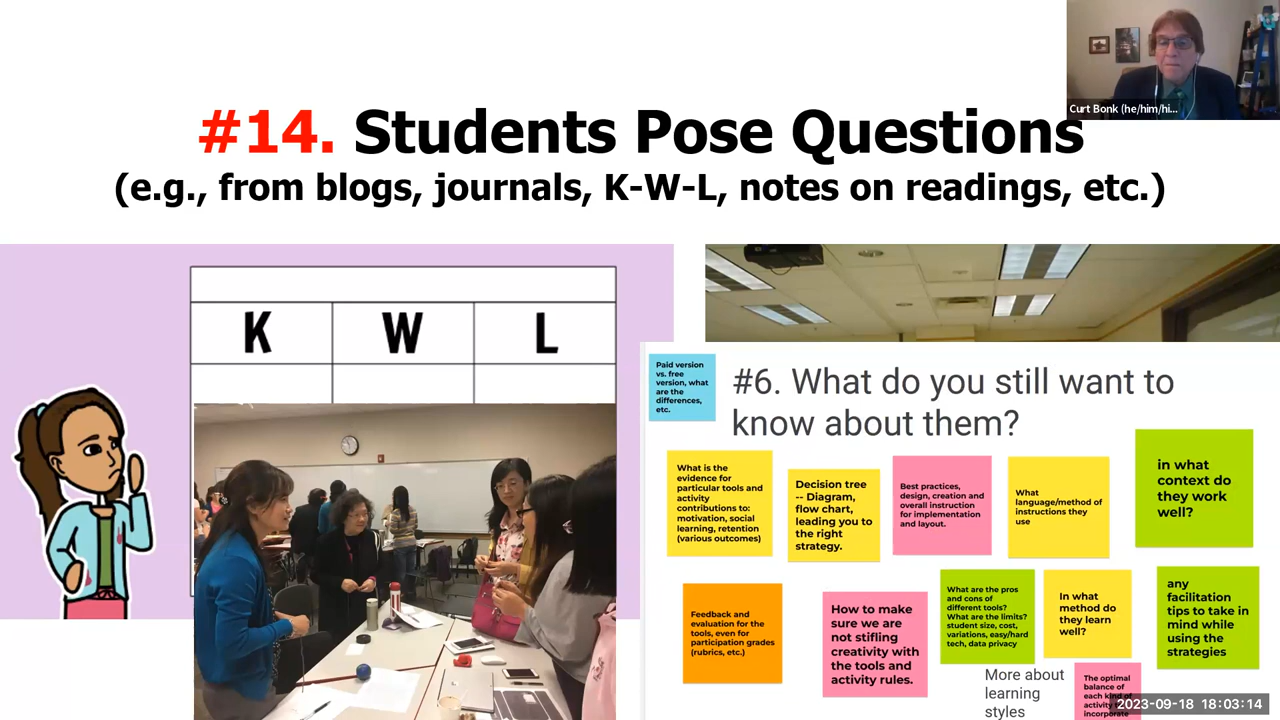 Curt Bonk (he/him/hi...
#14. Students Pose Questions
(e.g., from blogs, journals, K-W-L, notes on readings, etc.)
K W L
Paid version
vs. free
version, what
are the
differences,
etc.
#6. What do you still want to
know about them?
What is the
evidence for
particular tools and
activity
contributions to:
motivation, social
learning, retention
(various outcomes)
Decision tree
-- Diagram,
flow chart,
leading you to
the right
strategy.
Best practices,
design, creation and
overall instruction
for implementation
and layout.
What
language/method of
instructions they
use
in what
context do
they work
well?
Feedback and
evaluation for the
tools, even for
participation grades
(rubrics, etc.)
How to make
sure we are
not stifling
creativity with
the tools and
activity rules.
What are the pros
and cons of
different tools?
What are the limits?
student size, cost,
variations, easy/hard
tech, data privacy
In what
method do
they learn
well?
any
facilitation
tips to take in
mind while
using the
strategies
More about
learning
styles
The optimal
balance of
each kind of
activity
incorporate
2023-09-18 18:03:14